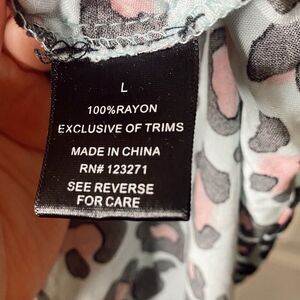 L
100%RAYON
EXCLUSIVE OF TRIMS
MADE IN CHINA
RN# 123271
SEE REVERSE
FOR CARE